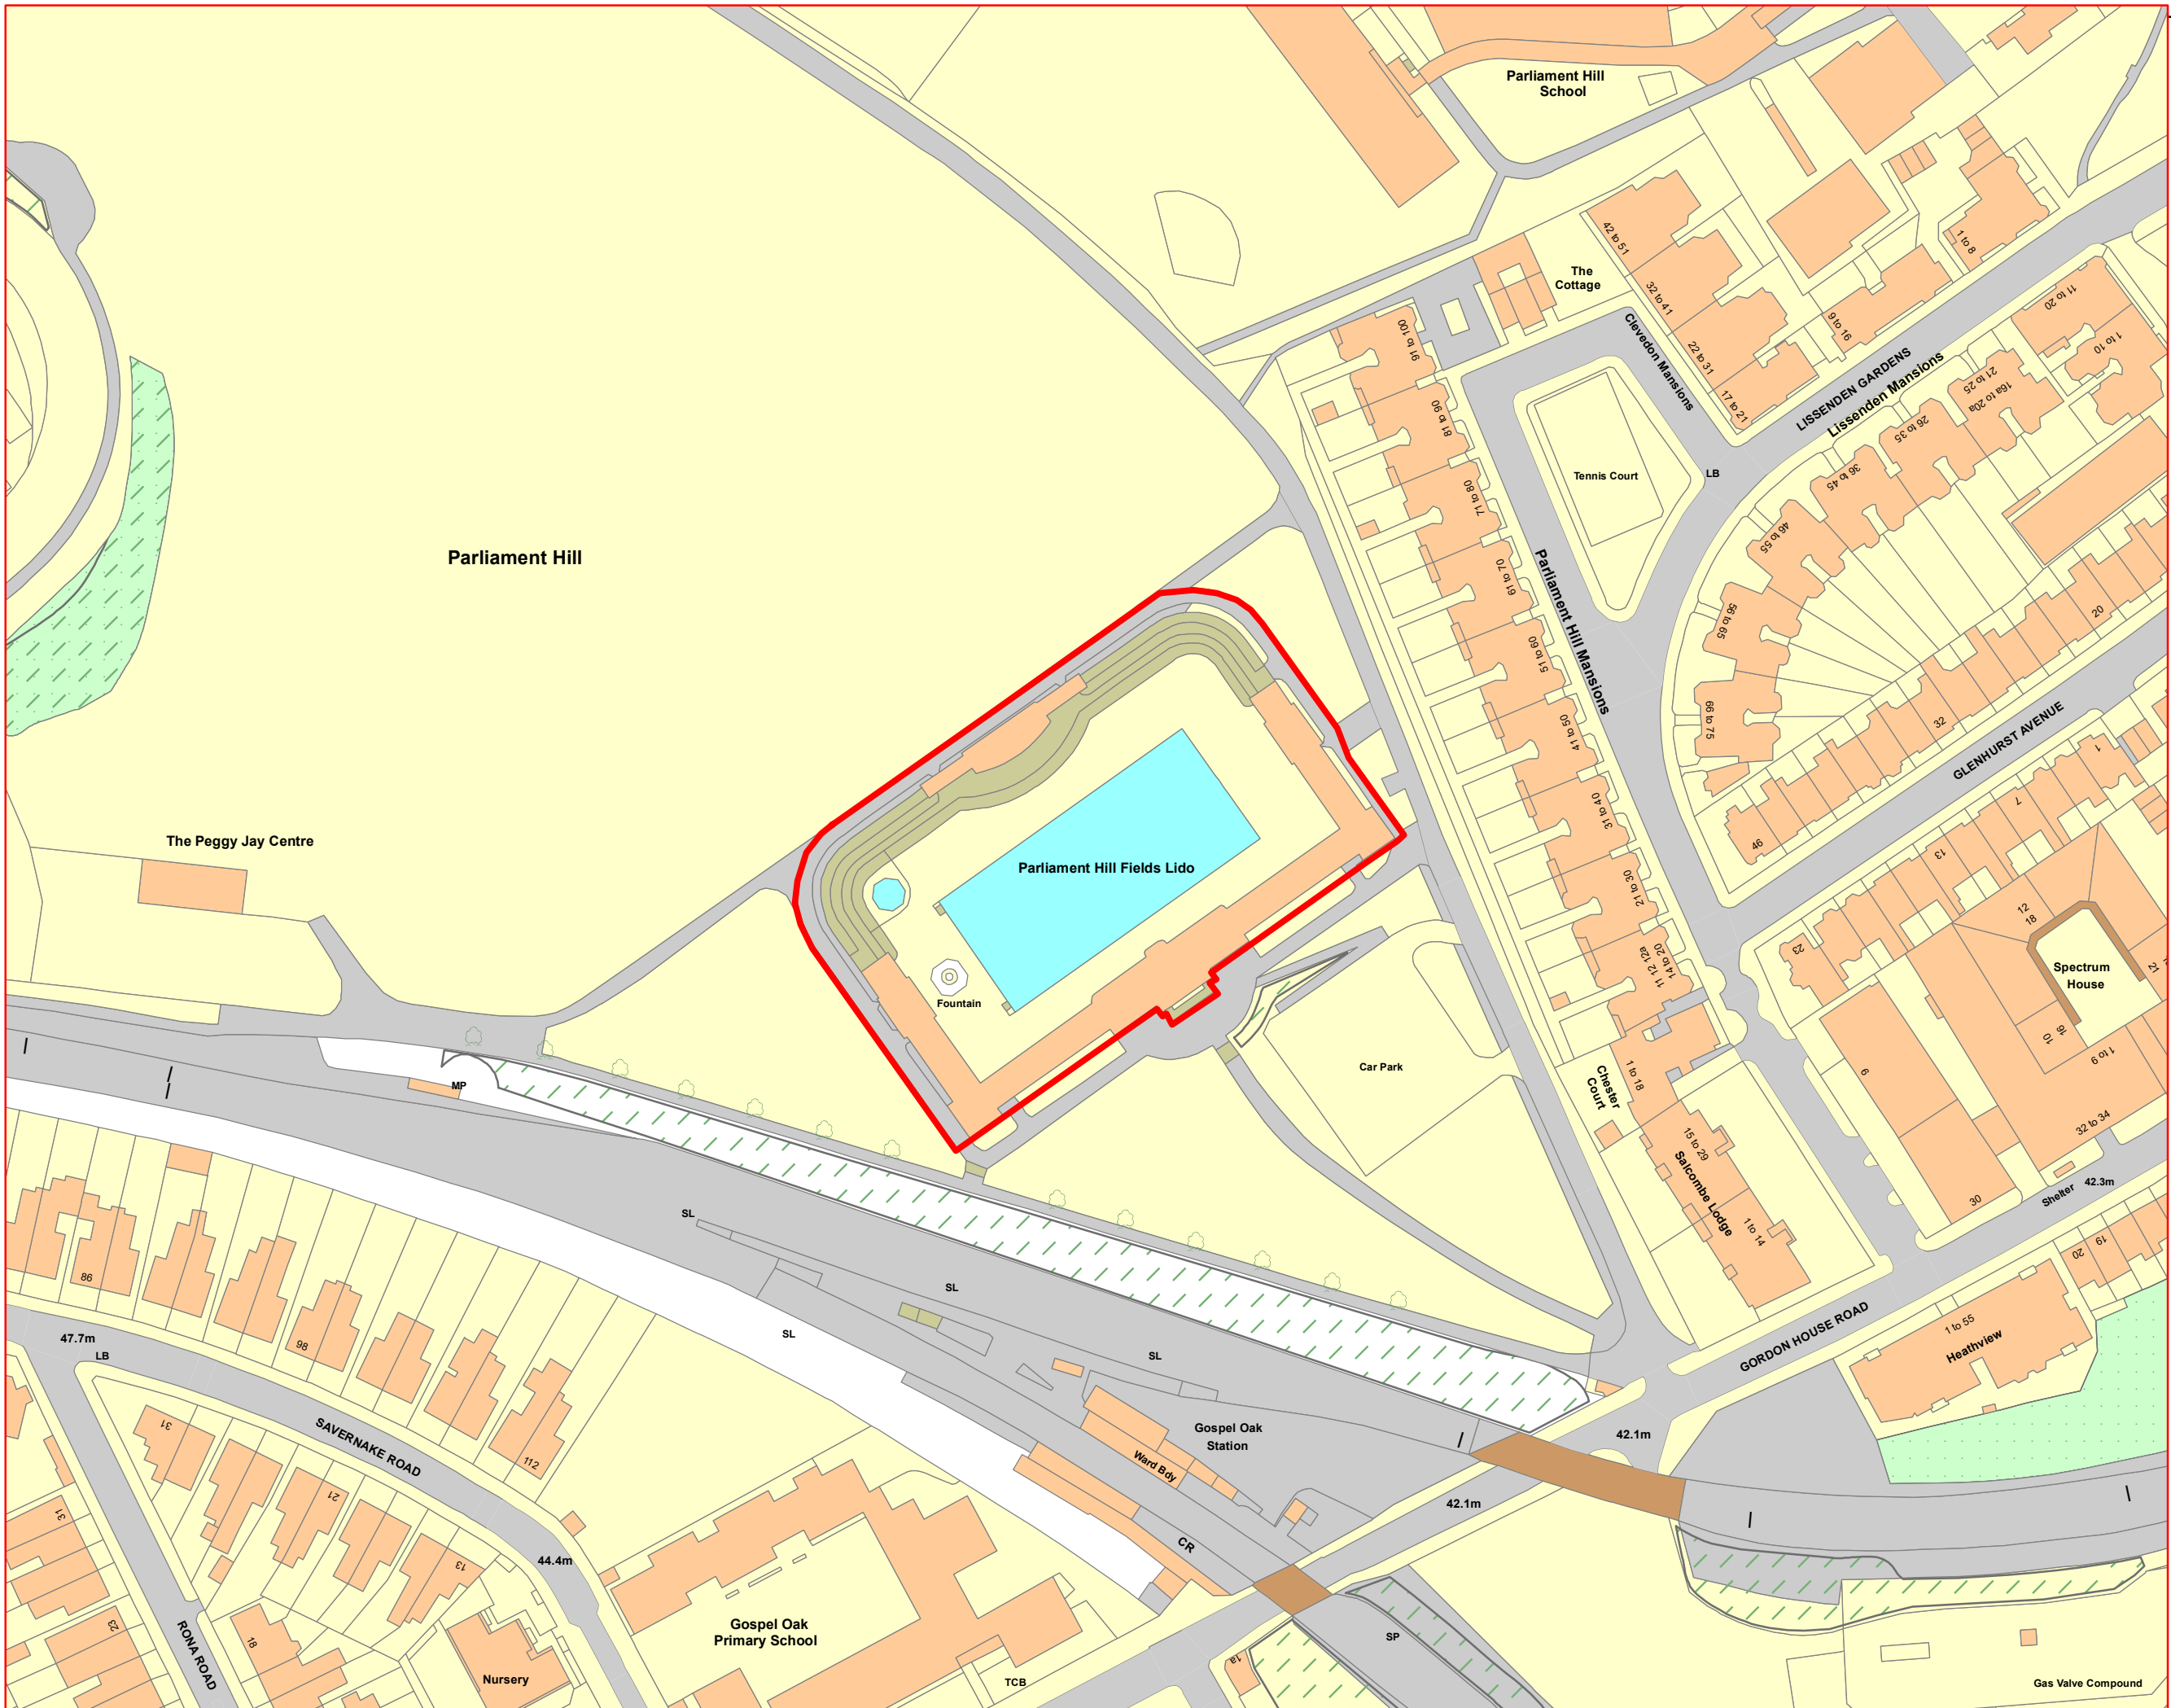 Parliament Hill
School
The
Cottage
42 to 51
32 to 41
22 to 31
17 to 21
1 to 8
9 to 16
Clevedon Mansions
LISSENDEN GARDENS
Lissenden Mansions
11 to 20
1 to 10
21 to 25
16a to 20a
26 to 35
36 to 45
46 to 55
56 to 65
66 to 75
LB
Tennis Court
91 to 100
81 to 90
71 to 80
61 to 70
51 to 60
41 to 50
31 to 40
21 to 30
14 to 20
11 12 12a
Parliament Hill Mansions
Parliament Hill
20
32
46
GLENHURST AVENUE
1
7
13
23
12
18
Spectrum
House
21
16
10
1 to 9
6
30
32 to 34
Shelter
42.3m
The Peggy Jay Centre
Parliament Hill Fields Lido
Fountain
Car Park
Chester
Court
1 to 18
15 to 29
Salcombe Lodge
1 to 14
MP
GORDON HOUSE ROAD
1 to 55
Heathview
20
19
SL
SL
SL
SL
86
98
112
47.7m
LB
SAVERNAKE ROAD
31
21
13
31
23
18
RONA ROAD
44.4m
Nursery
Gospel Oak
Station
Ward Bdy
CR
42.1m
42.1m
Gospel Oak
Primary School
TCB
1a
SP
Gas Valve Compound